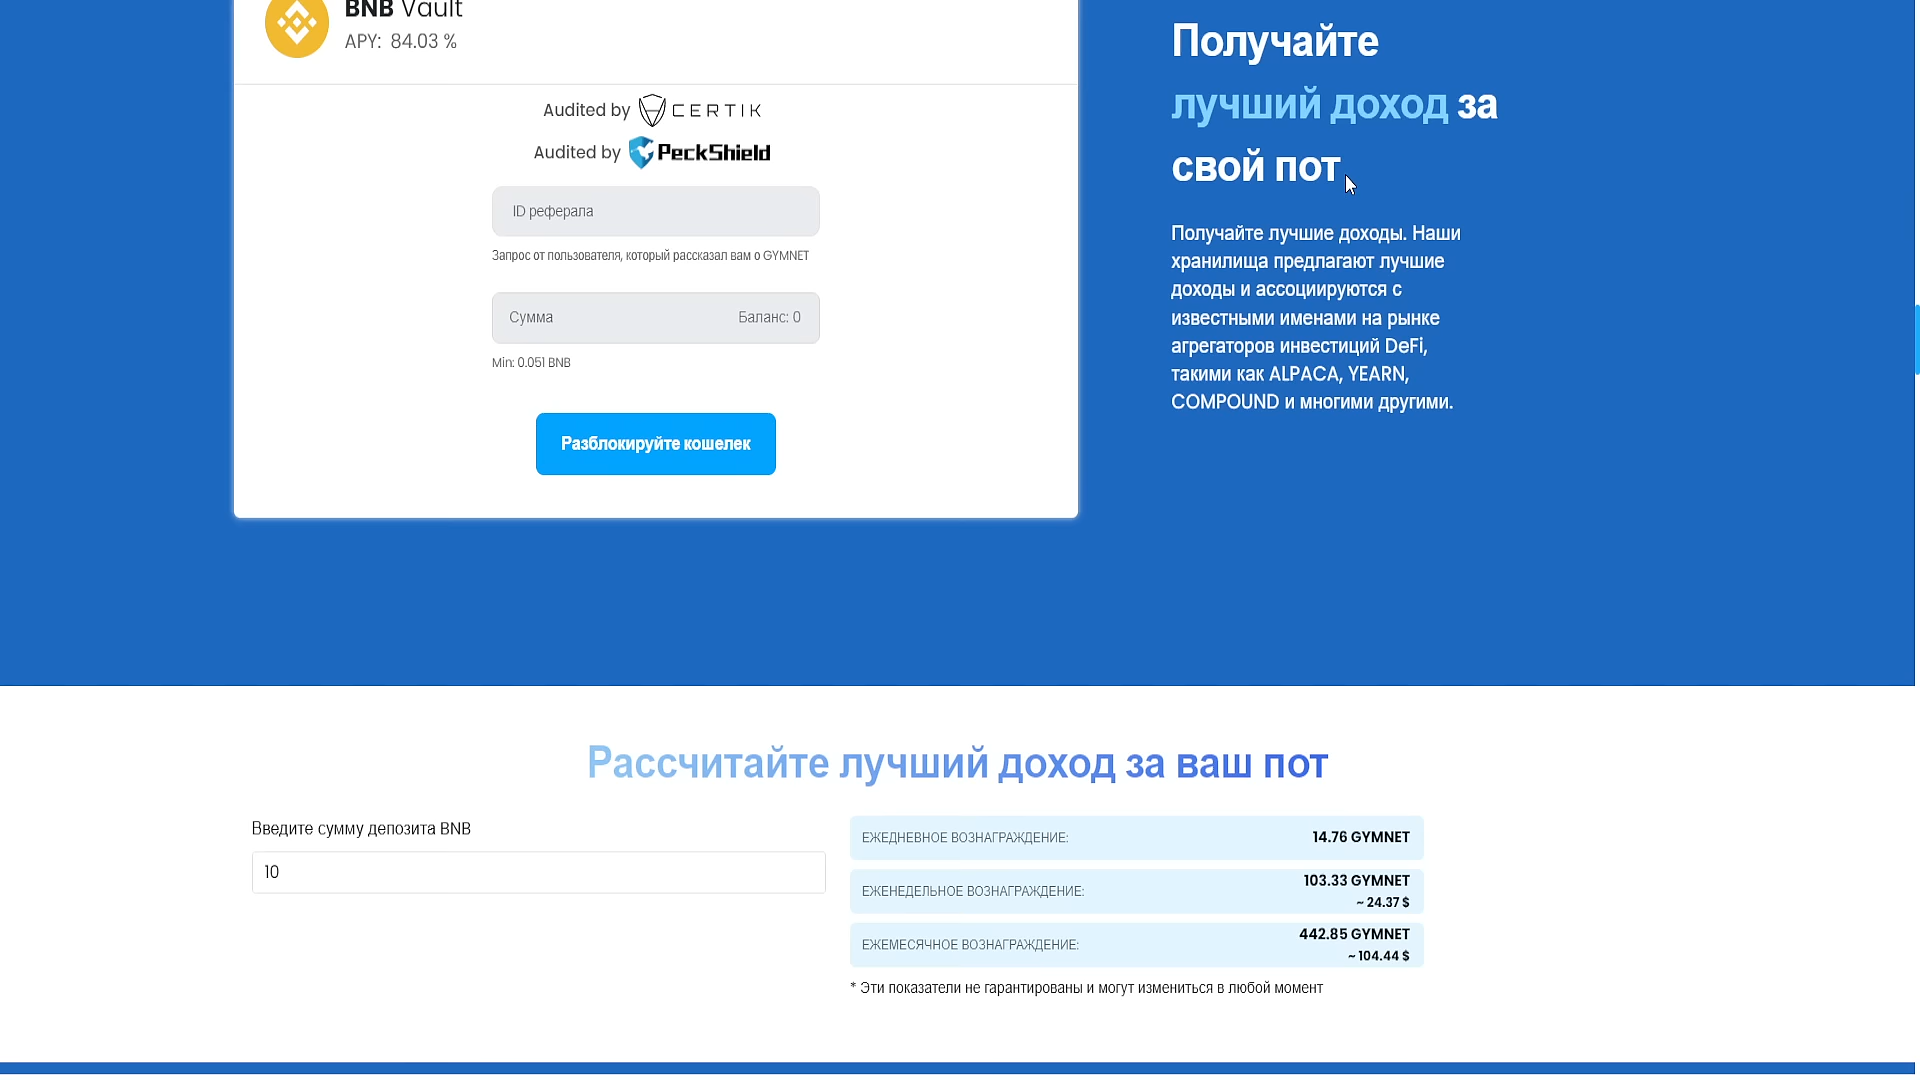 BNB Vault
APY: 84.03 %
Audited by CERTIK
Audited by PeckShield
ID реферала
Запрос от пользователя, который рассказал вам о GYMNET
Сумма Баланс: 0
Min: 0.051 BNB
Разблокируйте кошелек
Получайте
лучший доход за
свой пот
Получайте лучшие доходы. Наши
хранилища предлагают лучшие
доходы и ассоциируются с
известными именами на рынке
агрегаторов инвестиций DeFi,
такими как ALPACA, YEARN,
COMPOUND и многими другими.
Рассчитайте лучший доход за ваш пот
Введите сумму депозита BNB
10
ЕЖЕДНЕВНОЕ ВОЗНАГРАЖДЕНИЕ: 14.76 GYMNET
ЕЖЕНЕДЕЛЬНОЕ ВОЗНАГРАЖДЕНИЕ: 103.33 GYMNET
~ 24.37 $
ЕЖЕМЕСЯЧНОЕ ВОЗНАГРАЖДЕНИЕ: 442.85 GYMNET
~ 104.44 $
* Эти показатели не гарантированы и могут измениться в любой момент